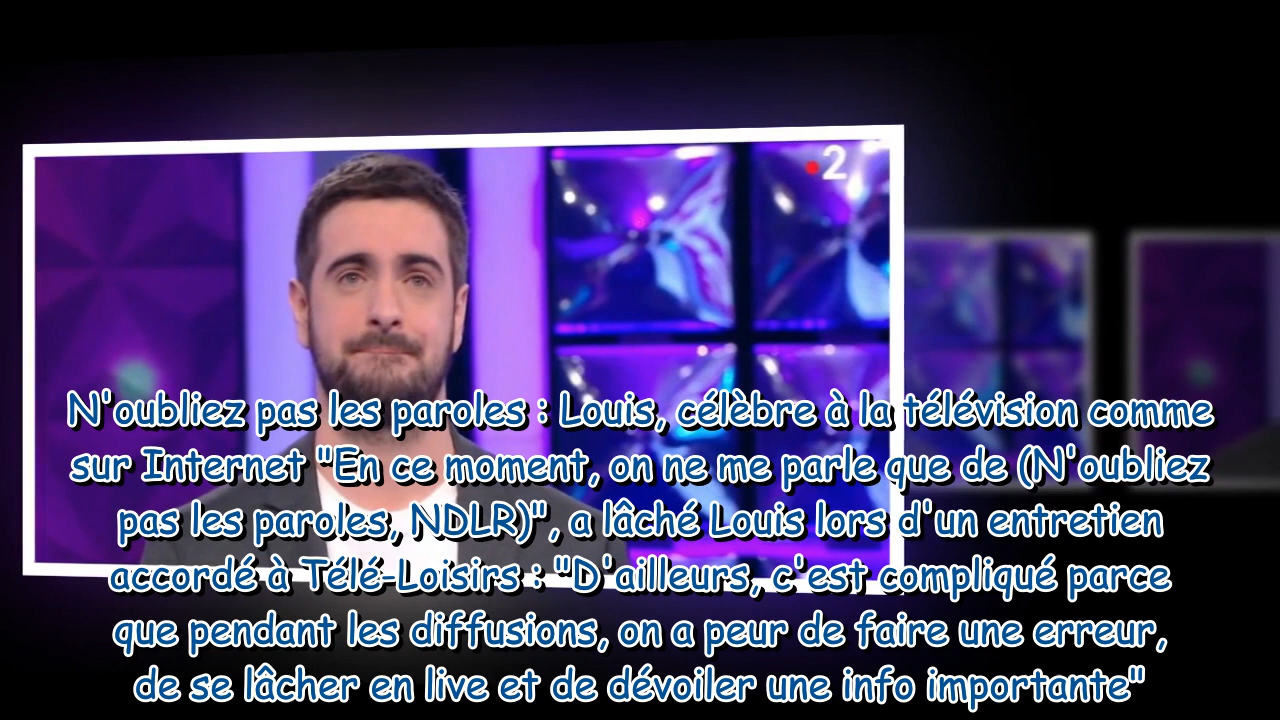 2
N'oubliez pas les paroles : Louis, célèbre à la télévision comme
sur Internet "En ce moment, on ne me parle que de (N'oubliez
pas les paroles, NDLR)", a lâché Louis lors d'un entretien
accordé à Télé-Loisirs : "D'ailleurs, c'est compliqué parce
que pendant les diffusions, on a peur de faire une erreur,
de se lâcher en live et de dévoiler une info importante"